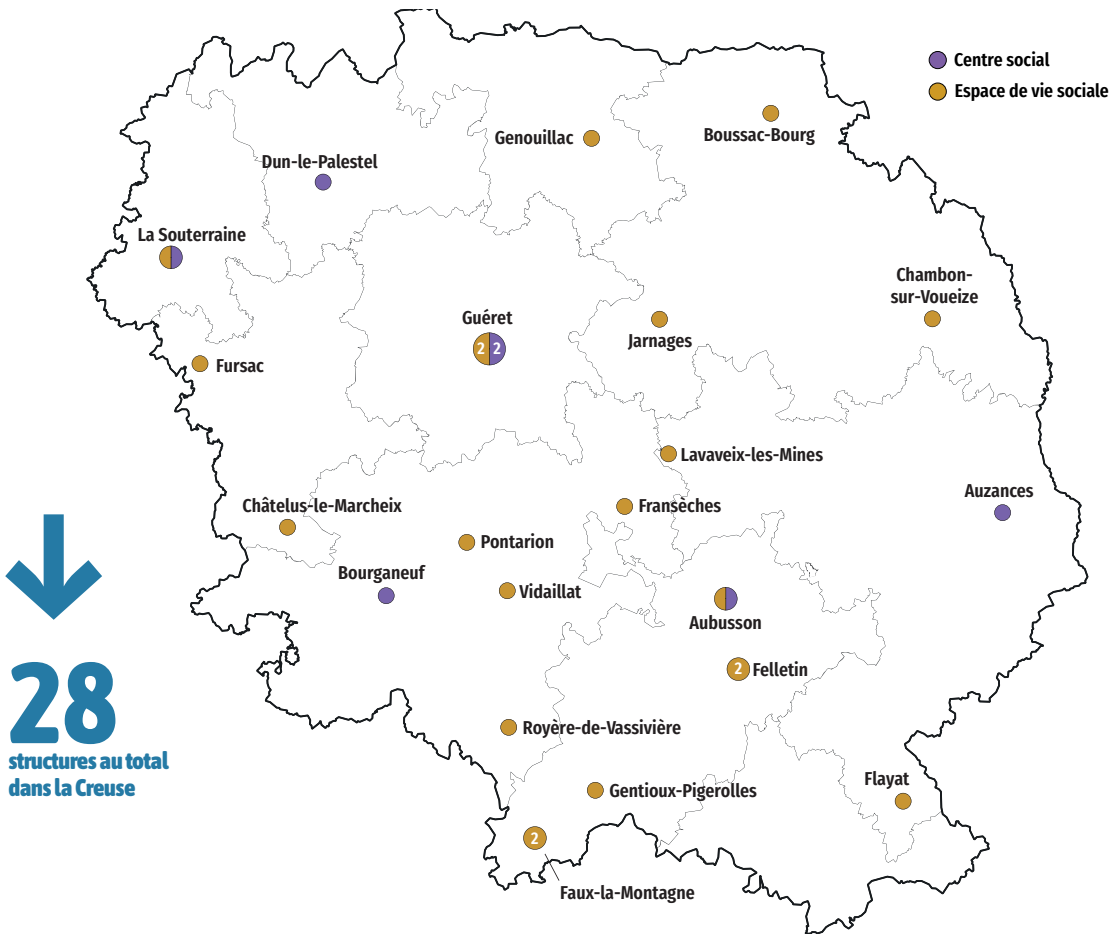 Centre social
Espace de vie sociale
Genouillac
Boussac-Bourg
Dun-le-Palestel
La Souterraine
Chambon-
sur-Voueize
Guéret
2 2
Jarnages
Fursac
Lavaveix-les-Mines
Auzances
Châtelus-le-Marcheix
Fransèches
Pontarion
Bourganeuf
Vidaillat
Aubusson
2 Felletin
28
structures au total
dans la Creuse
Royère-de-Vassivière
Flayat
Gentioux-Pigerolles
2
Faux-la-Montagne